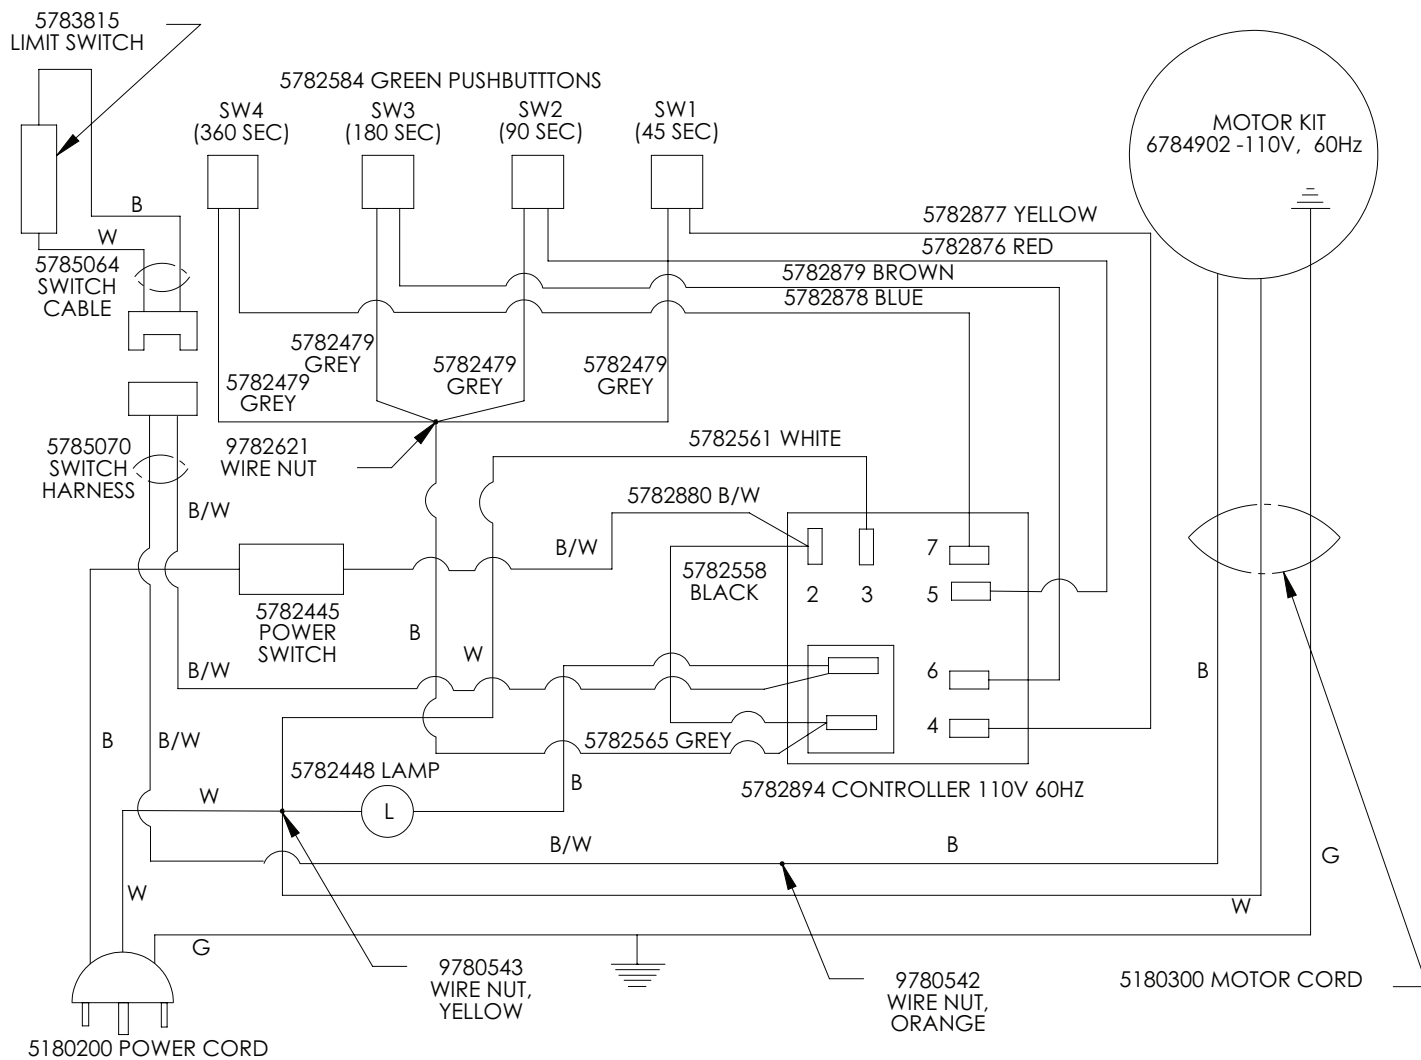 5783815
LIMIT SWITCH
5782584 GREEN PUSHBUTTTONS
SW4
(360 SEC)
SW3
(180 SEC)
SW2
(90 SEC)
SW1
(45 SEC)
MOTOR KIT
6784902 -110V, 60Hz
B
W
5785064
SWITCH
CABLE
5782877 YELLOW
5782876 RED
5782879 BROWN
5782878 BLUE
5782479
GREY
5782479
GREY
5782479
GREY
5782479
GREY
9782621
WIRE NUT
5785070
SWITCH
HARNESS
5782561 WHITE
5782880 B/W
B/W
B/W
5782558
BLACK
2
3
7
5
6
4
5782445
POWER
SWITCH
B
W
B/W
B
B
B/W
5782565 GREY
5782448 LAMP
L
B
5782894 CONTROLLER 110V 60HZ
W
B/W
B
G
W
W
G
9780543
WIRE NUT,
YELLOW
9780542
WIRE NUT,
ORANGE
5180300 MOTOR CORD
5180200 POWER CORD